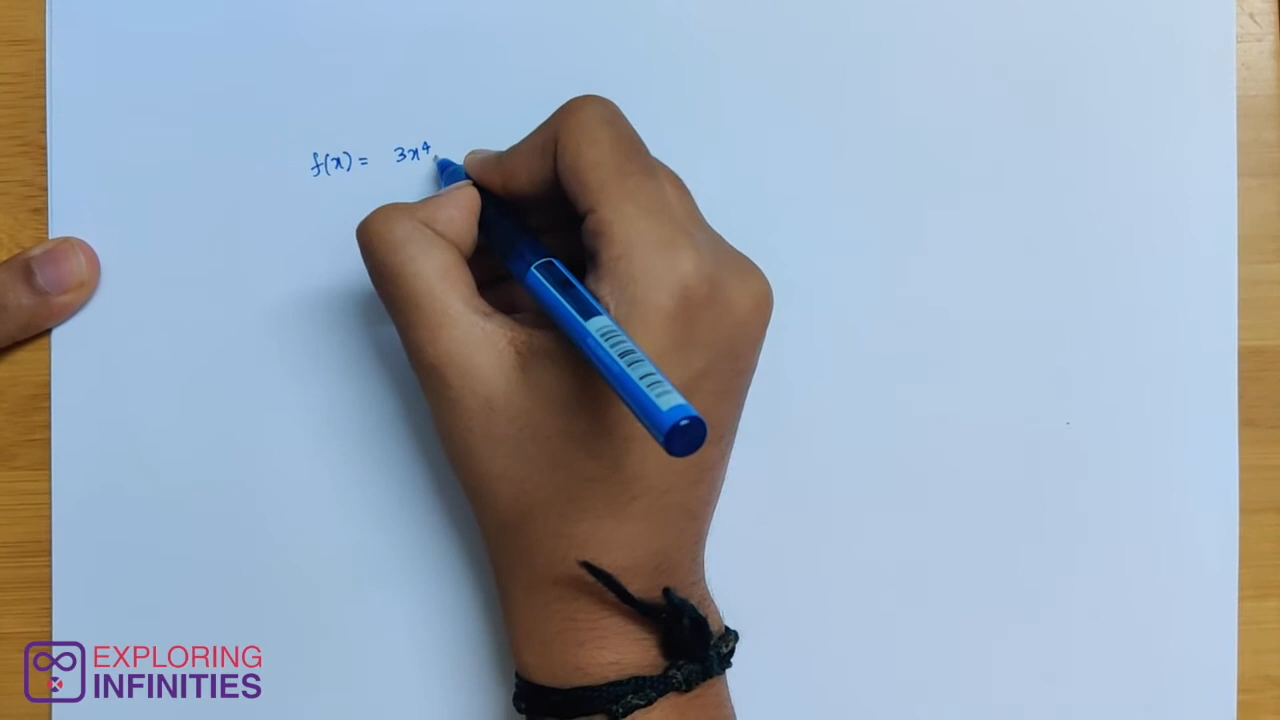 f(x) = 3x⁴
EXPLORING
INFINITIES